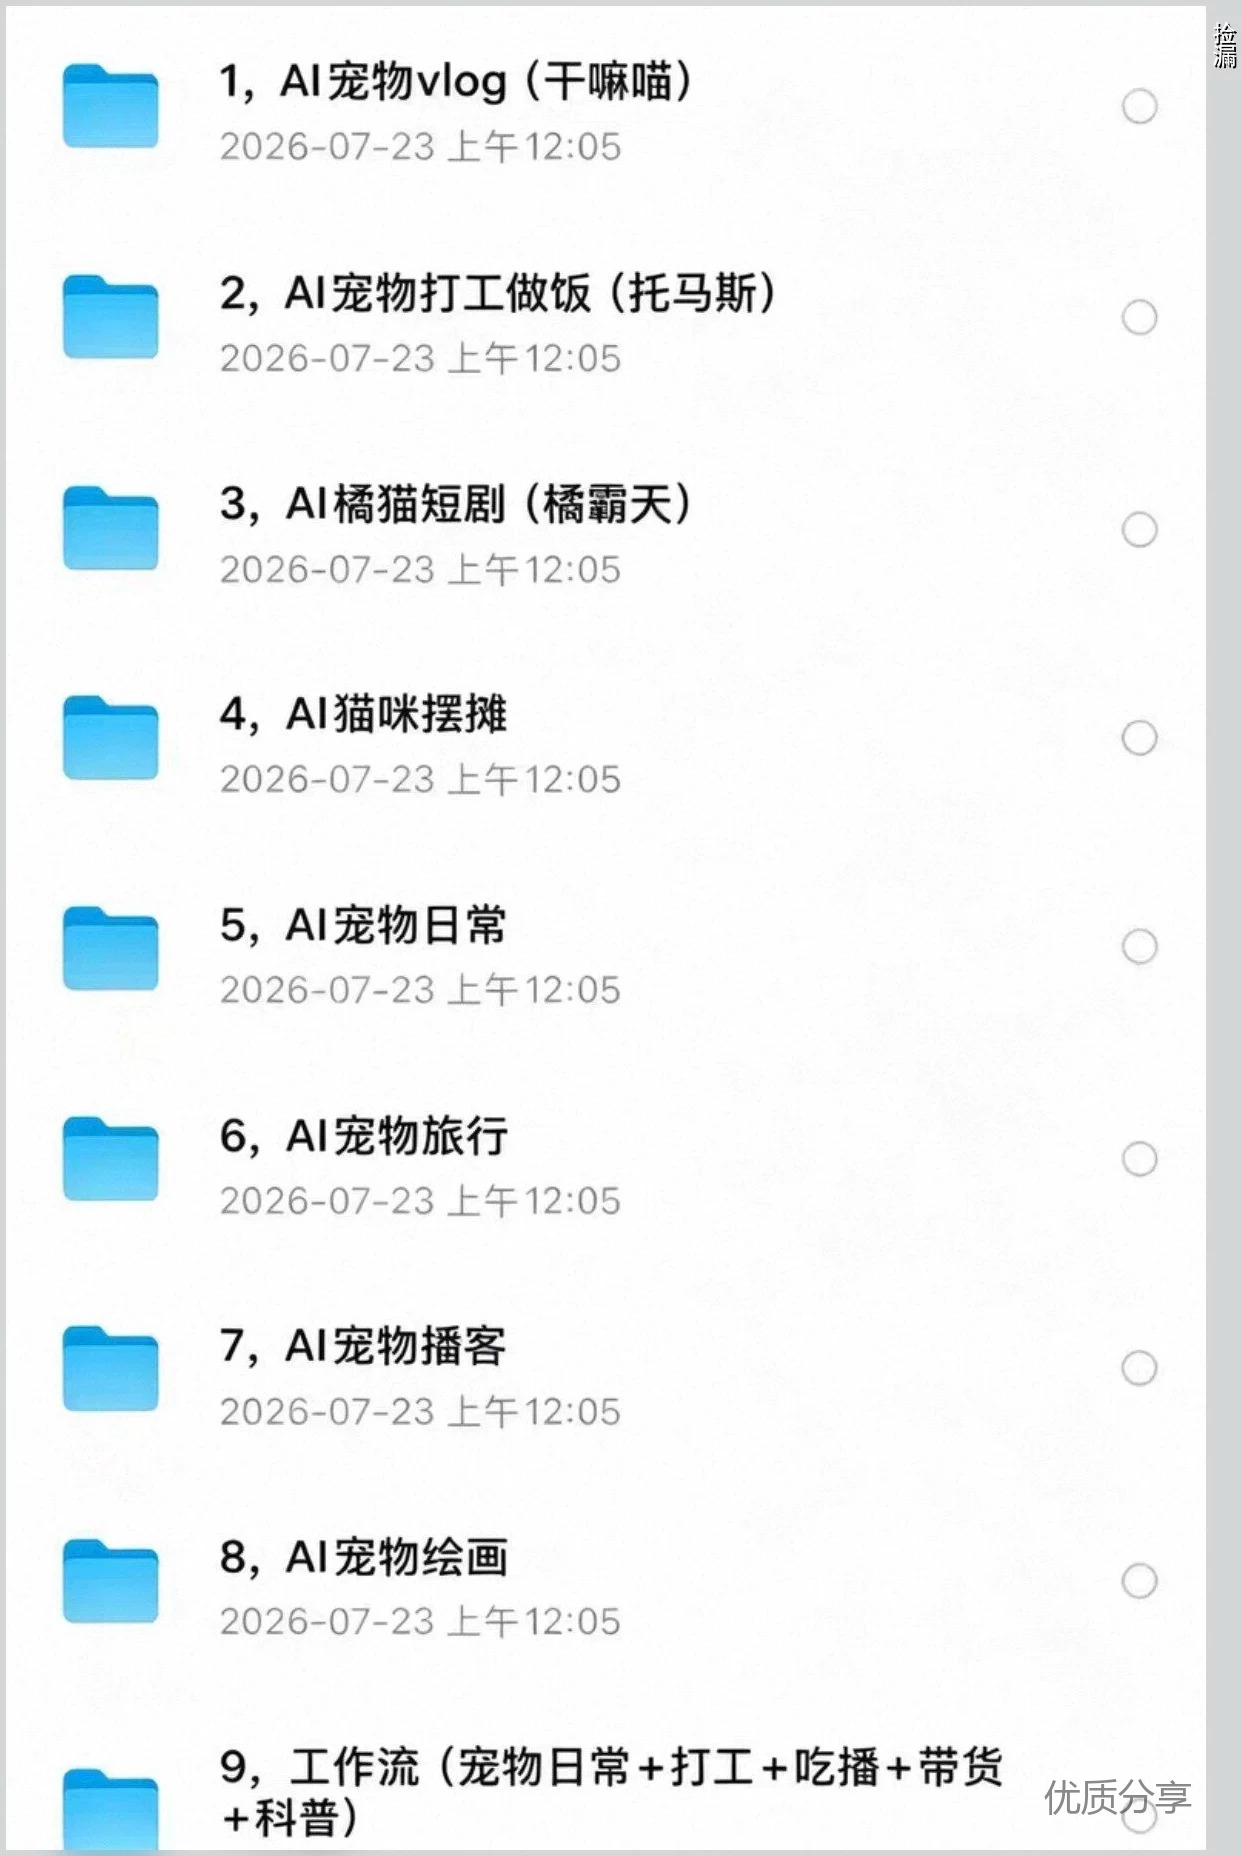 捡漏
1，AI宠物vlog（干嘛喵）
2026-07-23 上午12:05
2，AI宠物打工做饭（托马斯）
2026-07-23 上午12:05
3，AI橘猫短剧（橘霸天）
2026-07-23 上午12:05
4，AI猫咪摆摊
2026-07-23 上午12:05
5，AI宠物日常
2026-07-23 上午12:05
6，AI宠物旅行
2026-07-23 上午12:05
7，AI宠物播客
2026-07-23 上午12:05
8，AI宠物绘画
2026-07-23 上午12:05
9，工作流（宠物日常+打工+吃播+带货
+科普）
优质分享